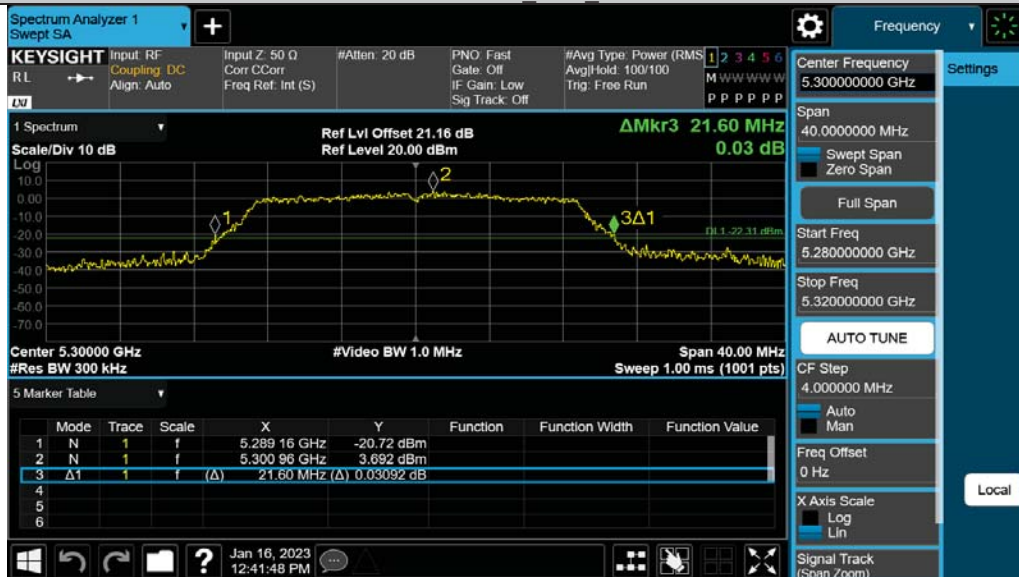 Spectrum Analyzer 1
Swept SA
+
Frequency
KEYSIGHT
RL
LXI
Input: RF
Coupling: DC
Align: Auto
Input Z: 50 Ω
Corr CCorr
Freq Ref: Int (S)
#Atten: 20 dB
PNO: Fast
Gate: Off
IF Gain: Low
Sig Track: Off
#Avg Type: Power (RMS
Avg|Hold: 100/100
Trig: Free Run
1 2 3 4 5 6
M W W W W W
P P P P P P
1 Spectrum
Scale/Div 10 dB
Ref Lvl Offset 21.16 dB
Ref Level 20.00 dBm
ΔMkr3 21.60 MHz
0.03 dB
Log
10.0
0.00
-10.0
-20.0
-30.0
-40.0
-50.0
-60.0
-70.0
1
2
3Δ1
DL1 -22.31 dBm
Center 5.30000 GHz
#Res BW 300 kHz
#Video BW 1.0 MHz
Span 40.00 MHz
Sweep 1.00 ms (1001 pts)
5 Marker Table
Mode Trace Scale X Y Function Function Width Function Value
1 N 1 f 5.289 16 GHz -20.72 dBm
2 N 1 f 5.300 96 GHz 3.692 dBm
3 Δ1 1 f (Δ) 21.60 MHz (Δ) 0.03092 dB
4
5
6
?
Jan 16, 2023
12:41:48 PM
Center Frequency
5.300000000 GHz
Span
40.0000000 MHz
Swept Span
Zero Span
Full Span
Start Freq
5.280000000 GHz
Stop Freq
5.320000000 GHz
AUTO TUNE
CF Step
4.000000 MHz
Auto
Man
Freq Offset
0 Hz
X Axis Scale
Log
Lin
Signal Track
(Span Zoom)
Settings
Local